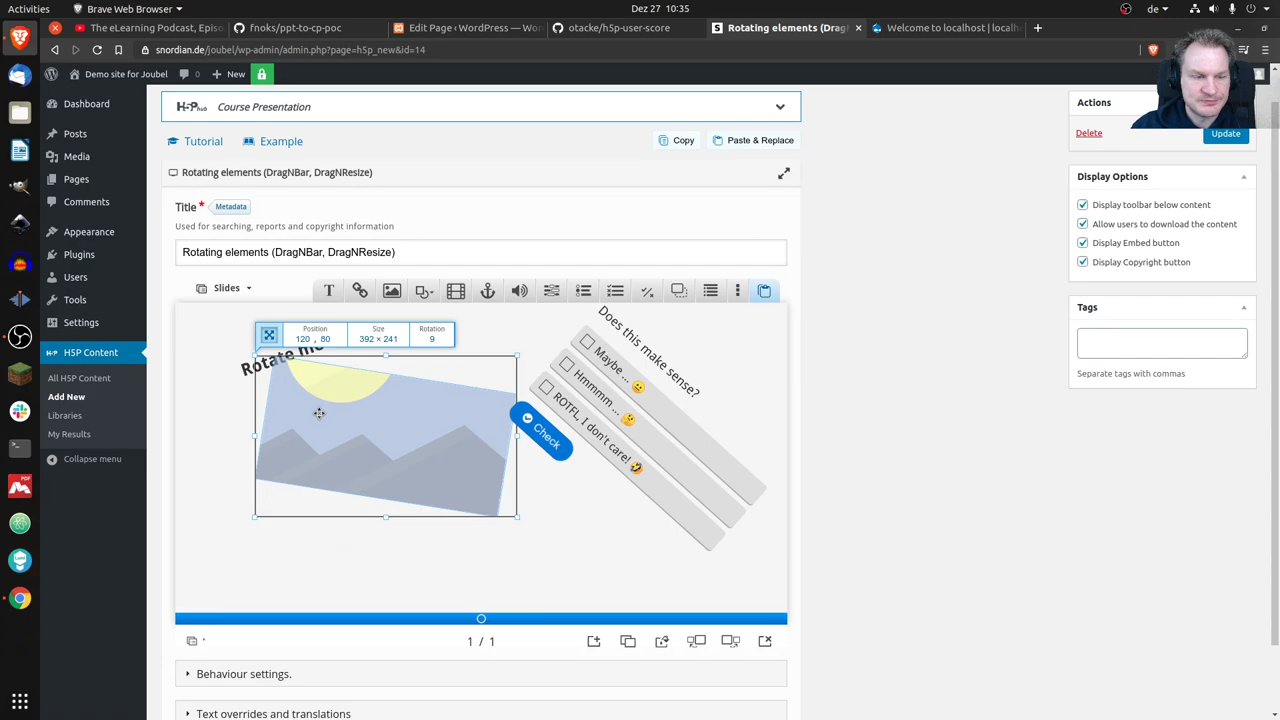 Activities
Brave Web Browser
Dez 27 10:35
de
The eLearning Podcast, Episo
fnoks/ppt-to-cp-poc
Edit Page ‹ WordPress — Wor
otacke/h5p-user-score
Rotating elements (DragNBar
Welcome to localhost | localh
snordian.de/joubel/wp-admin/admin.php?page=h5p_new&id=14
Demo site for Joubel
0
New
Dashboard
Posts
Media
Pages
Comments
Appearance
Plugins
Users
Tools
Settings
H5P Content
All H5P Content
Add New
Libraries
My Results
Collapse menu
H5P hub
Course Presentation
Tutorial
Example
Copy
Paste & Replace
Rotating elements (DragNBar, DragNResize)
Title*
Metadata
Used for searching, reports and copyright information
Rotating elements (DragNBar, DragNResize)
Slides
T
Position
120 , 80
Size
392 × 241
Rotation
9
Rotate me
Does this make sense?
Maybe ... 😐
Hmmmm ... 🤔
ROTFL, I don't care! 🤣
Check
1 / 1
Behaviour settings.
Text overrides and translations
Actions
Delete
Update
Display Options
Display toolbar below content
Allow users to download the content
Display Embed button
Display Copyright button
Tags
Separate tags with commas